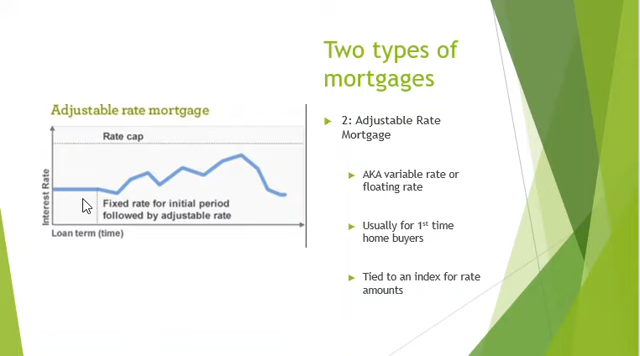 Two types of
mortgages
Adjustable rate mortgage
Rate cap
Interest Rate
Fixed rate for initial period
followed by adjustable rate
Loan term (time)
2: Adjustable Rate
Mortgage
AKA variable rate or
floating rate
Usually for 1st time
home buyers
Tied to an index for rate
amounts